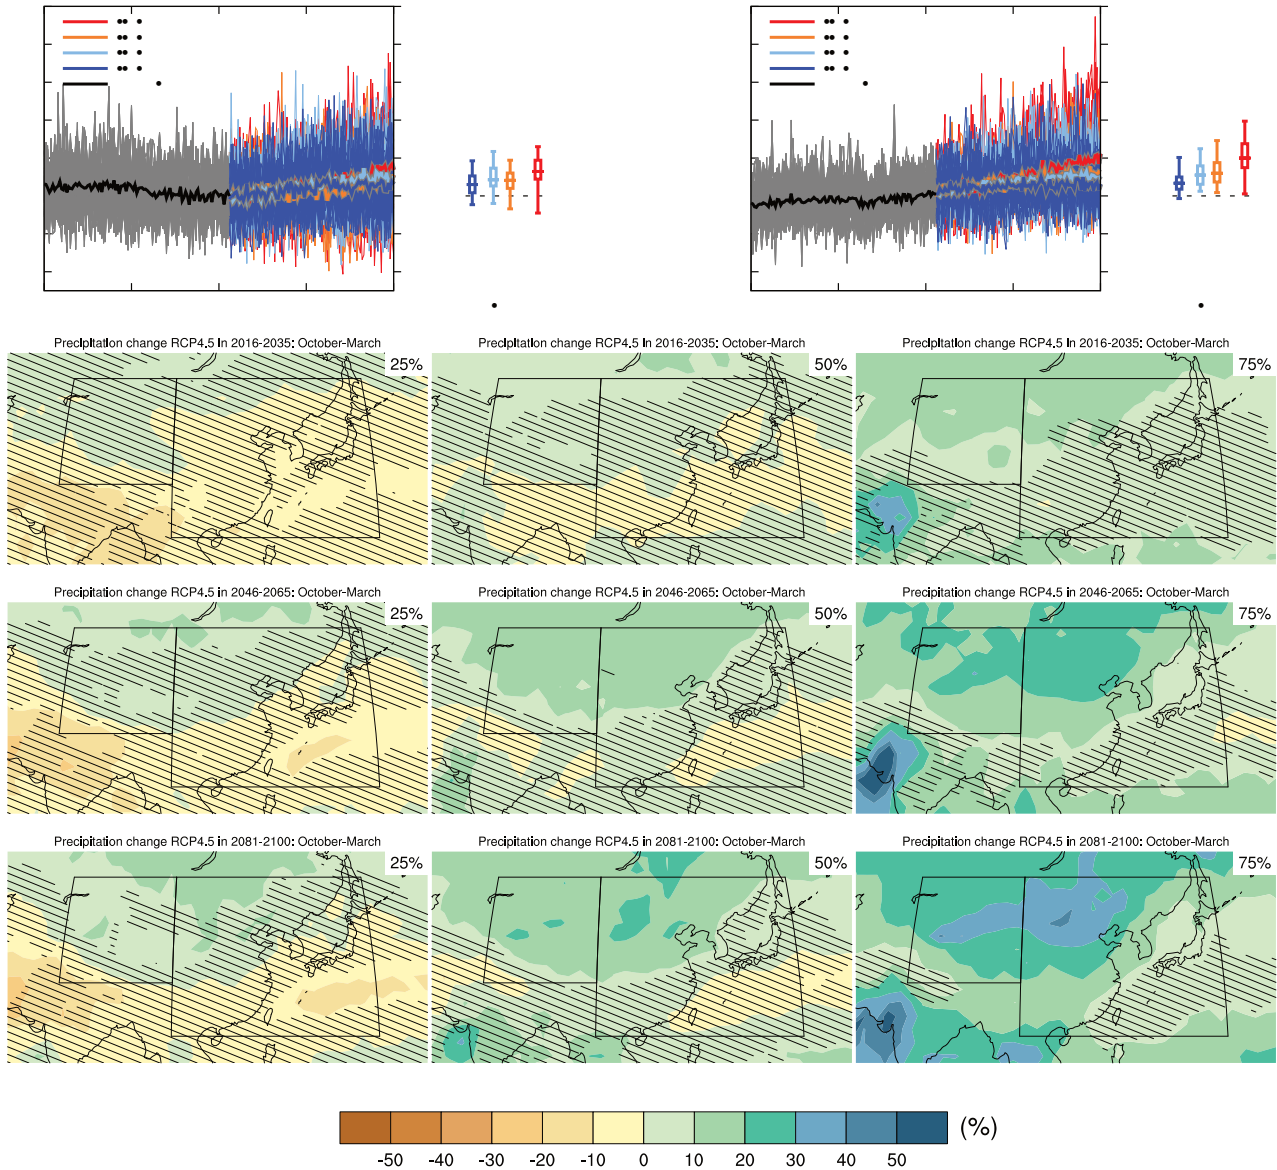 Precipitation change RCP4.5 in 2016-2035: October-March
25%
Precipitation change RCP4.5 in 2016-2035: October-March
50%
Precipitation change RCP4.5 in 2016-2035: October-March
75%
Precipitation change RCP4.5 in 2046-2065: October-March
25%
Precipitation change RCP4.5 in 2046-2065: October-March
50%
Precipitation change RCP4.5 in 2046-2065: October-March
75%
Precipitation change RCP4.5 in 2081-2100: October-March
25%
Precipitation change RCP4.5 in 2081-2100: October-March
50%
Precipitation change RCP4.5 in 2081-2100: October-March
75%
(%)
-50 -40 -30 -20 -10 0 10 20 30 40 50